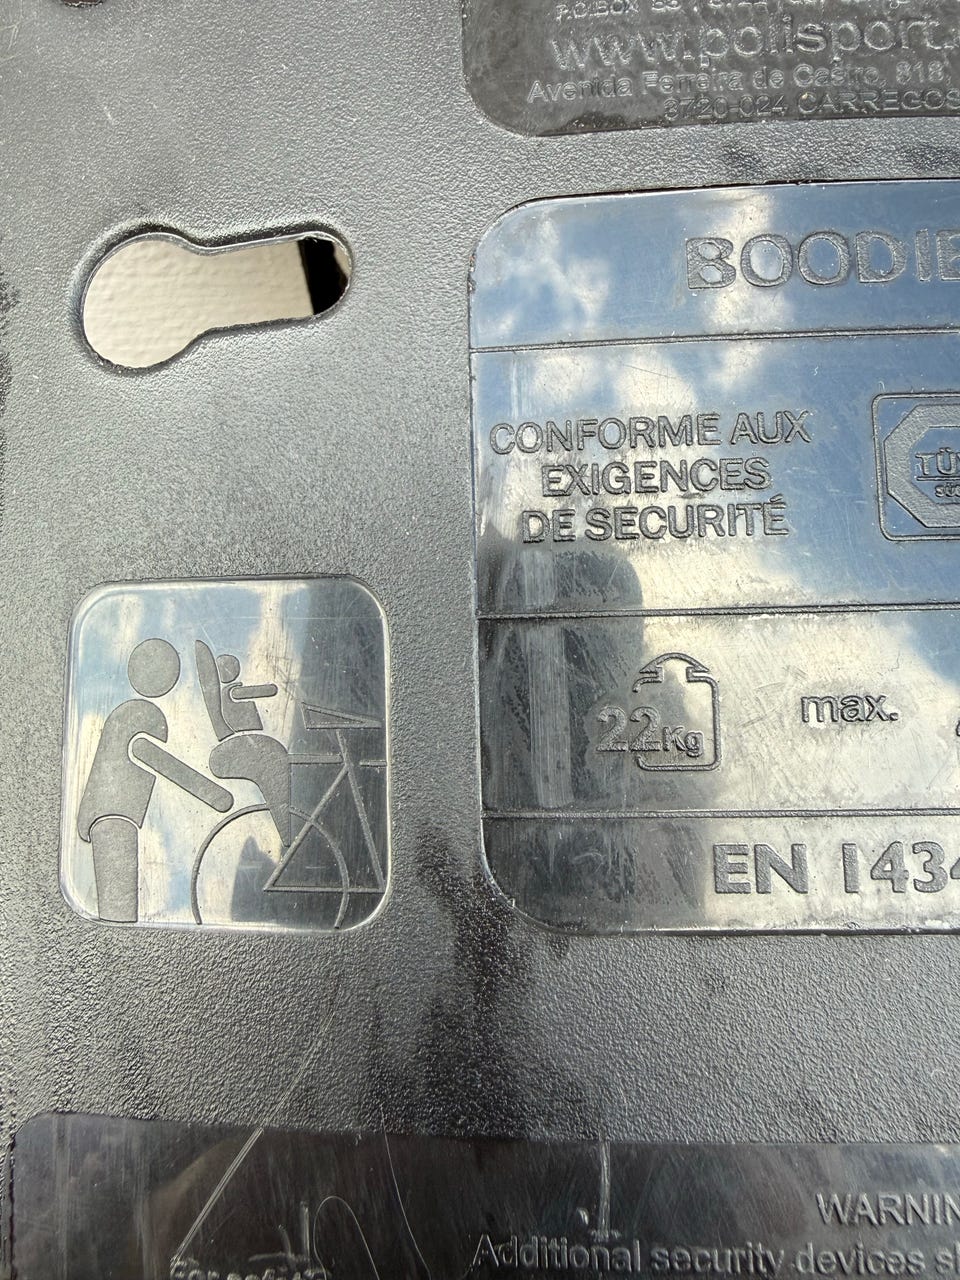 www.polisport.
Avenida Ferreira de Castro, 818
3720-024 CARREGOS
BOODIE
CONFORME AUX
EXIGENCES
DE SECURITÉ
TÜV
22Kg
max.
EN 1434
WARNIN
Additional security devices s